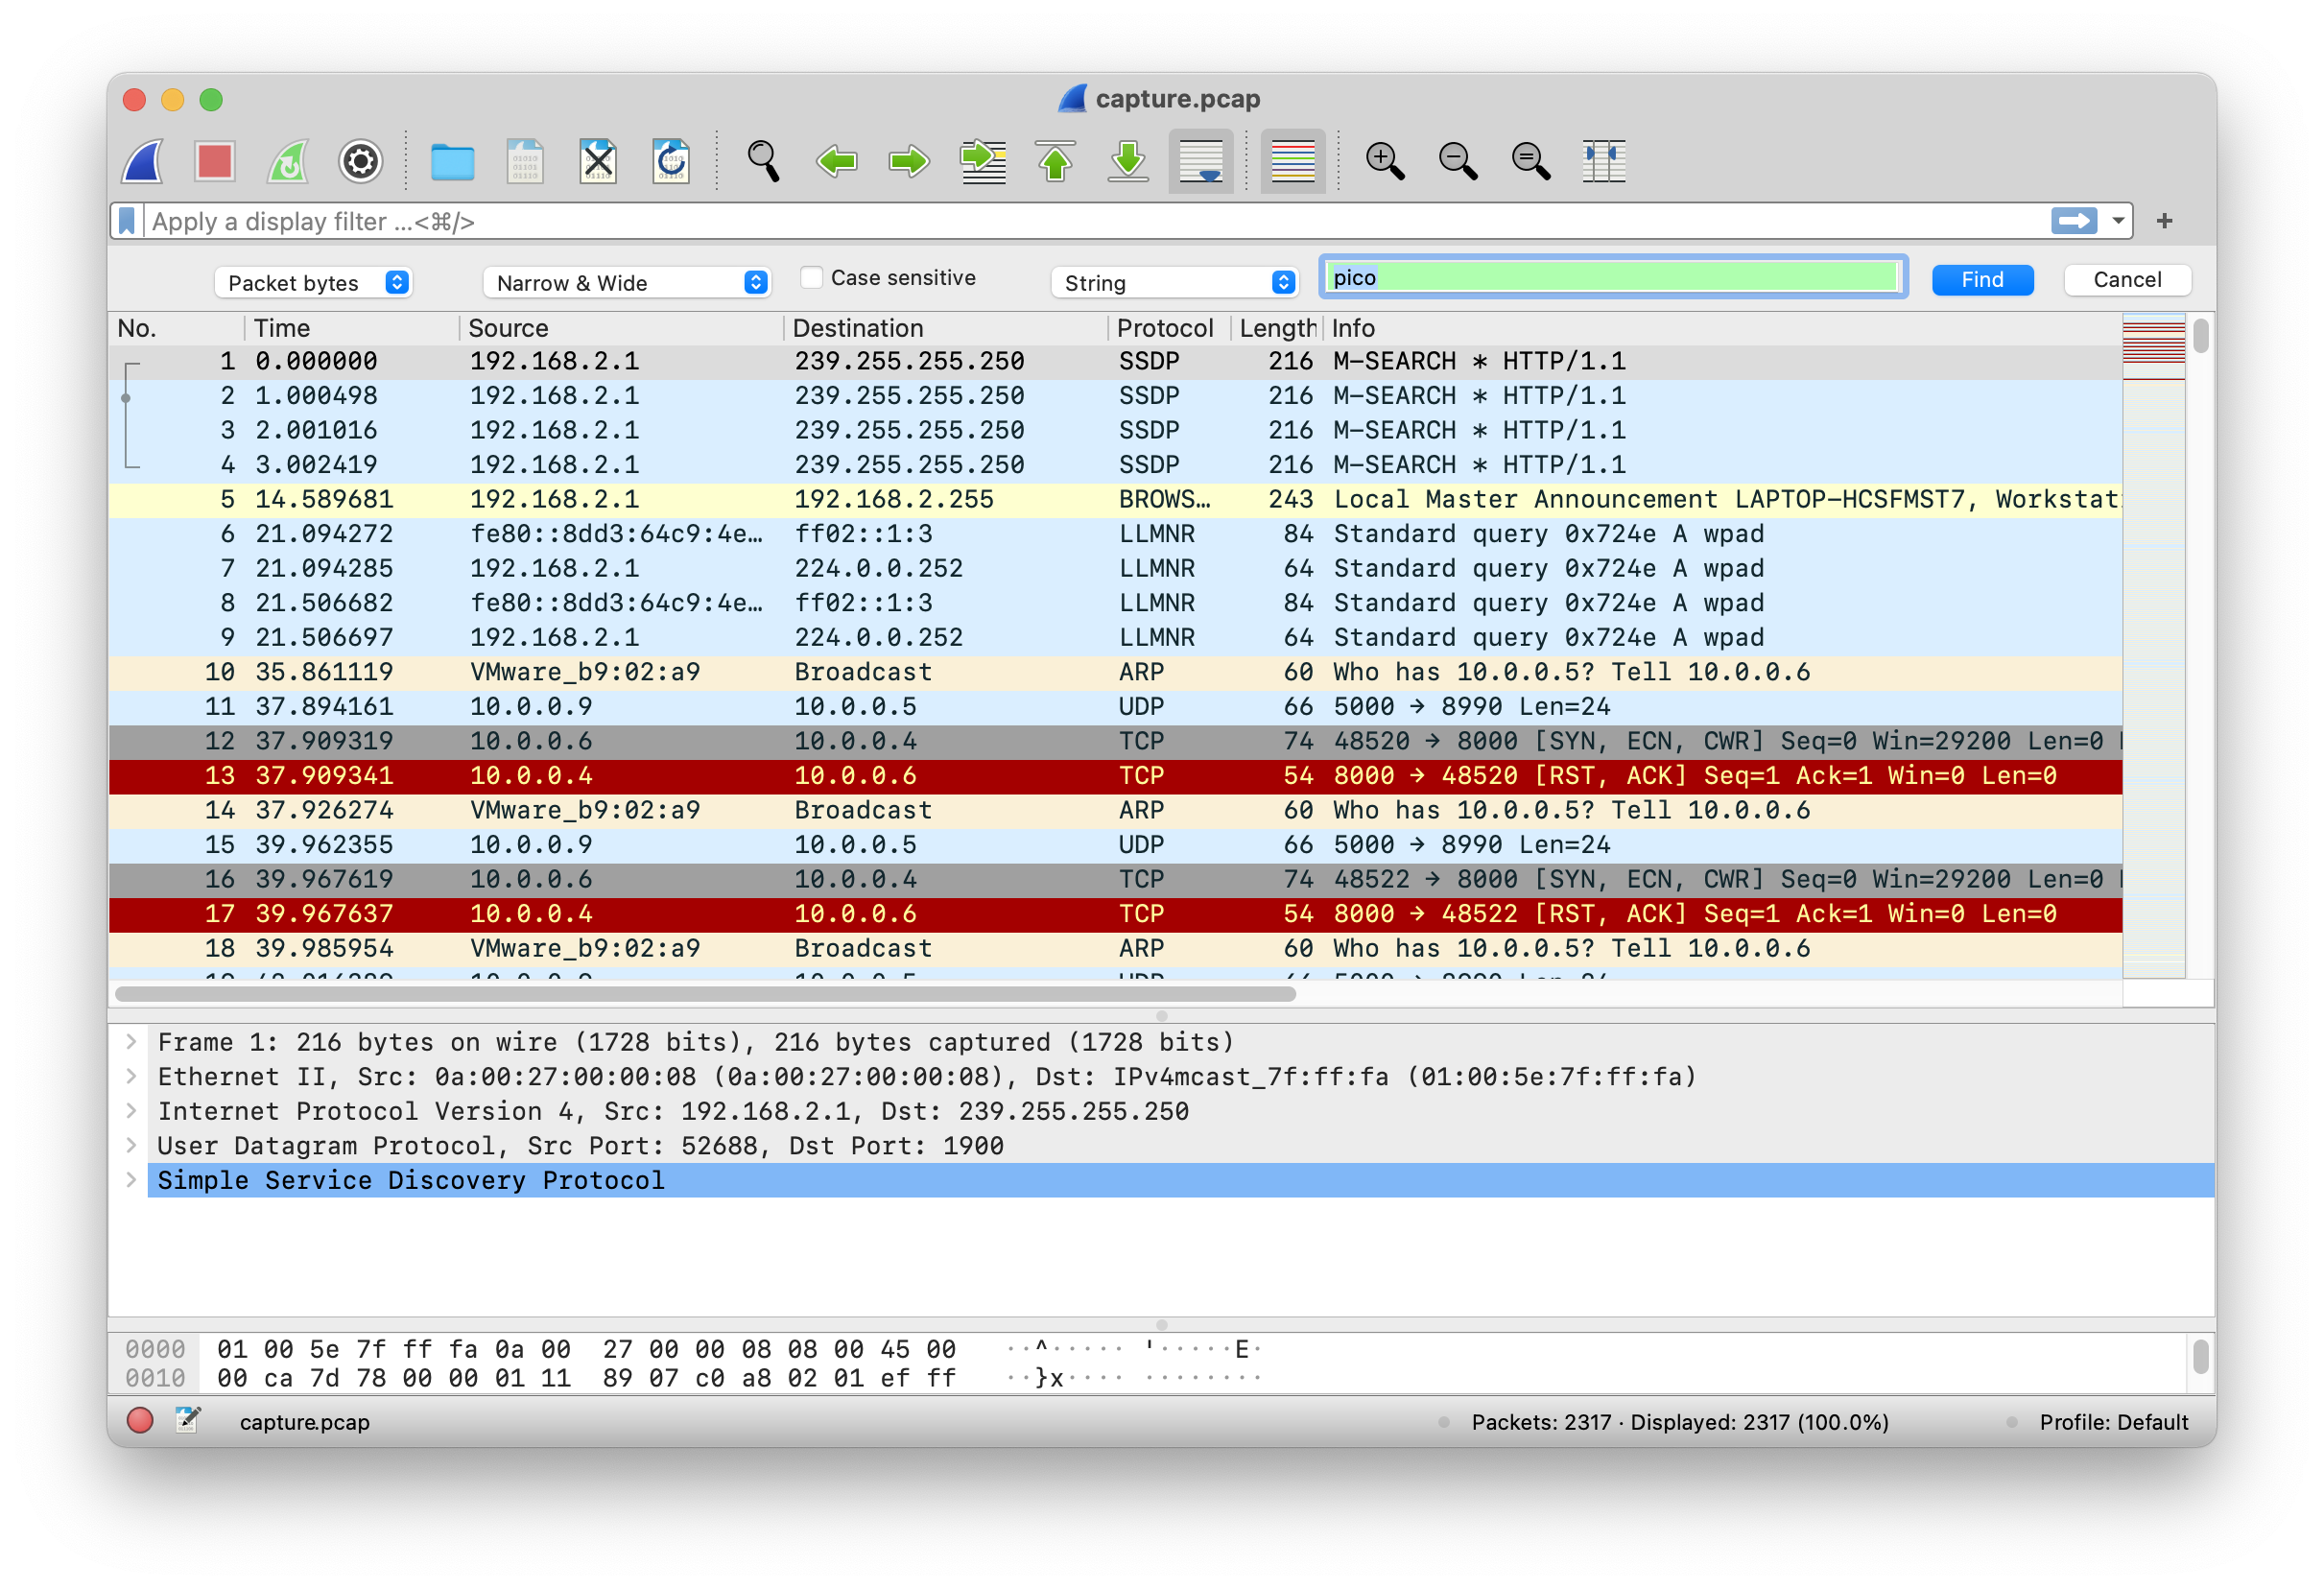 capture.pcap
Apply a display filter ...<⌘/>
+
Packet bytes Narrow & Wide Case sensitive String pico Find Cancel
No. Time Source Destination Protocol Length Info
1 0.000000 192.168.2.1 239.255.255.250 SSDP 216 M-SEARCH * HTTP/1.1
2 1.000498 192.168.2.1 239.255.255.250 SSDP 216 M-SEARCH * HTTP/1.1
3 2.001016 192.168.2.1 239.255.255.250 SSDP 216 M-SEARCH * HTTP/1.1
4 3.002419 192.168.2.1 239.255.255.250 SSDP 216 M-SEARCH * HTTP/1.1
5 14.589681 192.168.2.1 192.168.2.255 BROWS… 243 Local Master Announcement LAPTOP-HCSFMST7, Workstat
6 21.094272 fe80::8dd3:64c9:4e… ff02::1:3 LLMNR 84 Standard query 0x724e A wpad
7 21.094285 192.168.2.1 224.0.0.252 LLMNR 64 Standard query 0x724e A wpad
8 21.506682 fe80::8dd3:64c9:4e… ff02::1:3 LLMNR 84 Standard query 0x724e A wpad
9 21.506697 192.168.2.1 224.0.0.252 LLMNR 64 Standard query 0x724e A wpad
10 35.861119 VMware_b9:02:a9 Broadcast ARP 60 Who has 10.0.0.5? Tell 10.0.0.6
11 37.894161 10.0.0.9 10.0.0.5 UDP 66 5000 → 8990 Len=24
12 37.909319 10.0.0.6 10.0.0.4 TCP 74 48520 → 8000 [SYN, ECN, CWR] Seq=0 Win=29200 Len=0
13 37.909341 10.0.0.4 10.0.0.6 TCP 54 8000 → 48520 [RST, ACK] Seq=1 Ack=1 Win=0 Len=0
14 37.926274 VMware_b9:02:a9 Broadcast ARP 60 Who has 10.0.0.5? Tell 10.0.0.6
15 39.962355 10.0.0.9 10.0.0.5 UDP 66 5000 → 8990 Len=24
16 39.967619 10.0.0.6 10.0.0.4 TCP 74 48522 → 8000 [SYN, ECN, CWR] Seq=0 Win=29200 Len=0
17 39.967637 10.0.0.4 10.0.0.6 TCP 54 8000 → 48522 [RST, ACK] Seq=1 Ack=1 Win=0 Len=0
18 39.985954 VMware_b9:02:a9 Broadcast ARP 60 Who has 10.0.0.5? Tell 10.0.0.6
Frame 1: 216 bytes on wire (1728 bits), 216 bytes captured (1728 bits)
Ethernet II, Src: 0a:00:27:00:00:08 (0a:00:27:00:00:08), Dst: IPv4mcast_7f:ff:fa (01:00:5e:7f:ff:fa)
Internet Protocol Version 4, Src: 192.168.2.1, Dst: 239.255.255.250
User Datagram Protocol, Src Port: 52688, Dst Port: 1900
Simple Service Discovery Protocol
0000 01 00 5e 7f ff fa 0a 00 27 00 00 08 08 00 45 00 ··^····· '·····E·
0010 00 ca 7d 78 00 00 01 11 89 07 c0 a8 02 01 ef ff ··}x···· ········
capture.pcap Packets: 2317 · Displayed: 2317 (100.0%) Profile: Default